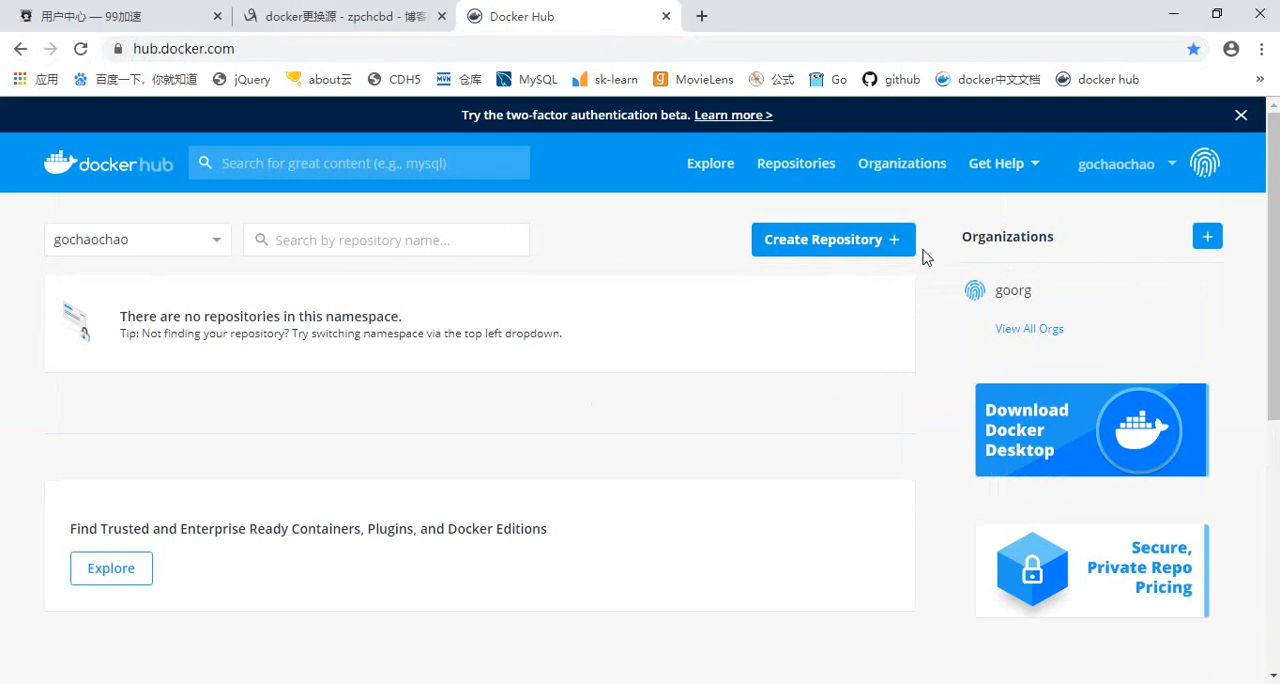 用户中心 — 99加速
docker更换源 - zpchcbd - 博客
Docker Hub
hub.docker.com
应用
百度一下，你就知道
jQuery
about云
CDH5
仓库
MySQL
sk-learn
MovieLens
公式
Go
github
docker中文文档
docker hub
»
Try the two-factor authentication beta. Learn more >
docker hub
Search for great content (e.g., mysql)
Explore
Repositories
Organizations
Get Help
gochaochao
gochaochao
Search by repository name...
Create Repository +
Organizations
+
There are no repositories in this namespace.
Tip: Not finding your repository? Try switching namespace via the top left dropdown.
goorg
View All Orgs
Download
Docker
Desktop
Find Trusted and Enterprise Ready Containers, Plugins, and Docker Editions
Explore
Secure,
Private Repo
Pricing